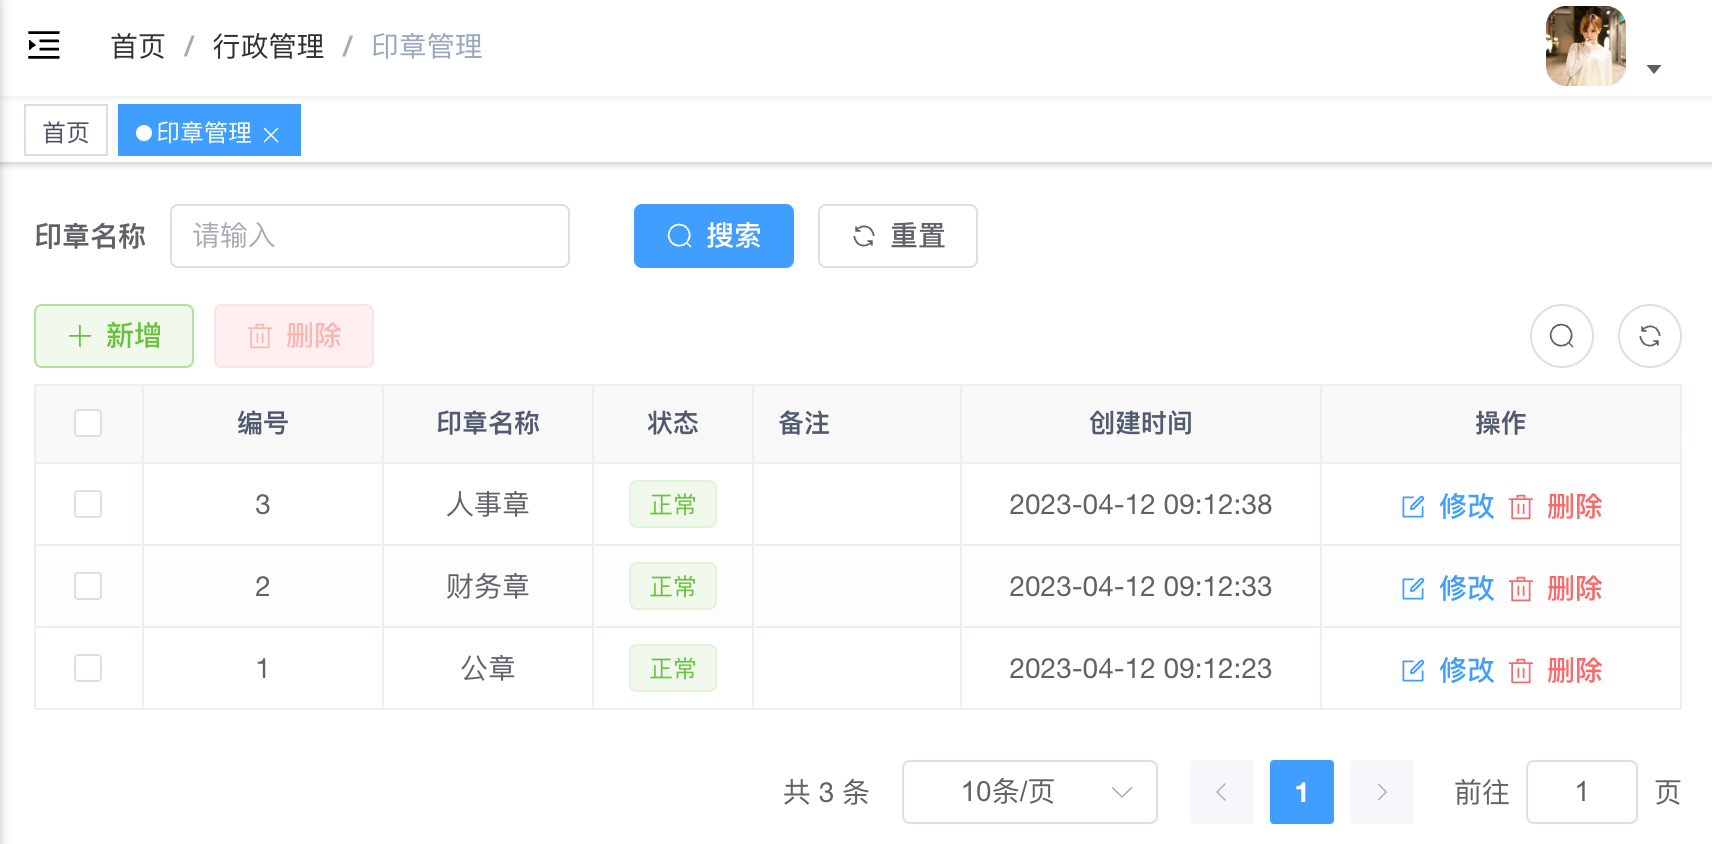 首页 / 行政管理 / 印章管理
首页 印章管理
印章名称 请输入 搜索 重置
新增 删除
编号 印章名称 状态 备注 创建时间 操作
3 人事章 正常 2023-04-12 09:12:38 修改 删除
2 财务章 正常 2023-04-12 09:12:33 修改 删除
1 公章 正常 2023-04-12 09:12:23 修改 删除
共 3 条 10条/页 1 前往 1 页